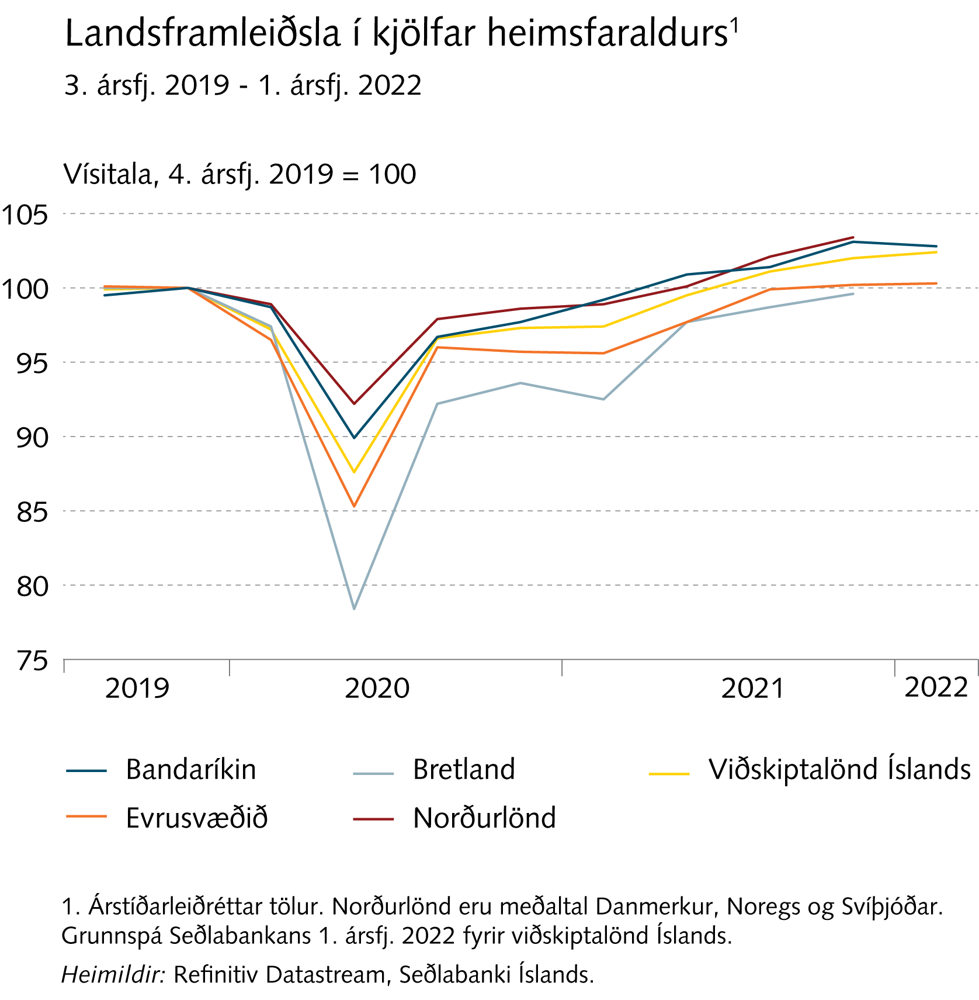 Landsframleiðsla í kjölfar heimsfaraldurs¹
3. ársfj. 2019 - 1. ársfj. 2022
Vísitala, 4. ársfj. 2019 = 100
105
100
95
90
85
80
75
2019 2020 2021 2022
Bandaríkin Bretland Viðskiptalönd Íslands
Evrusvæðið Norðurlönd
1. Árstíðarleiðréttar tölur. Norðurlönd eru meðaltal Danmerkur, Noregs og Svíþjóðar.
Grunnspá Seðlabankans 1. ársfj. 2022 fyrir viðskiptalönd Íslands.
Heimildir: Refinitiv Datastream, Seðlabanki Íslands.